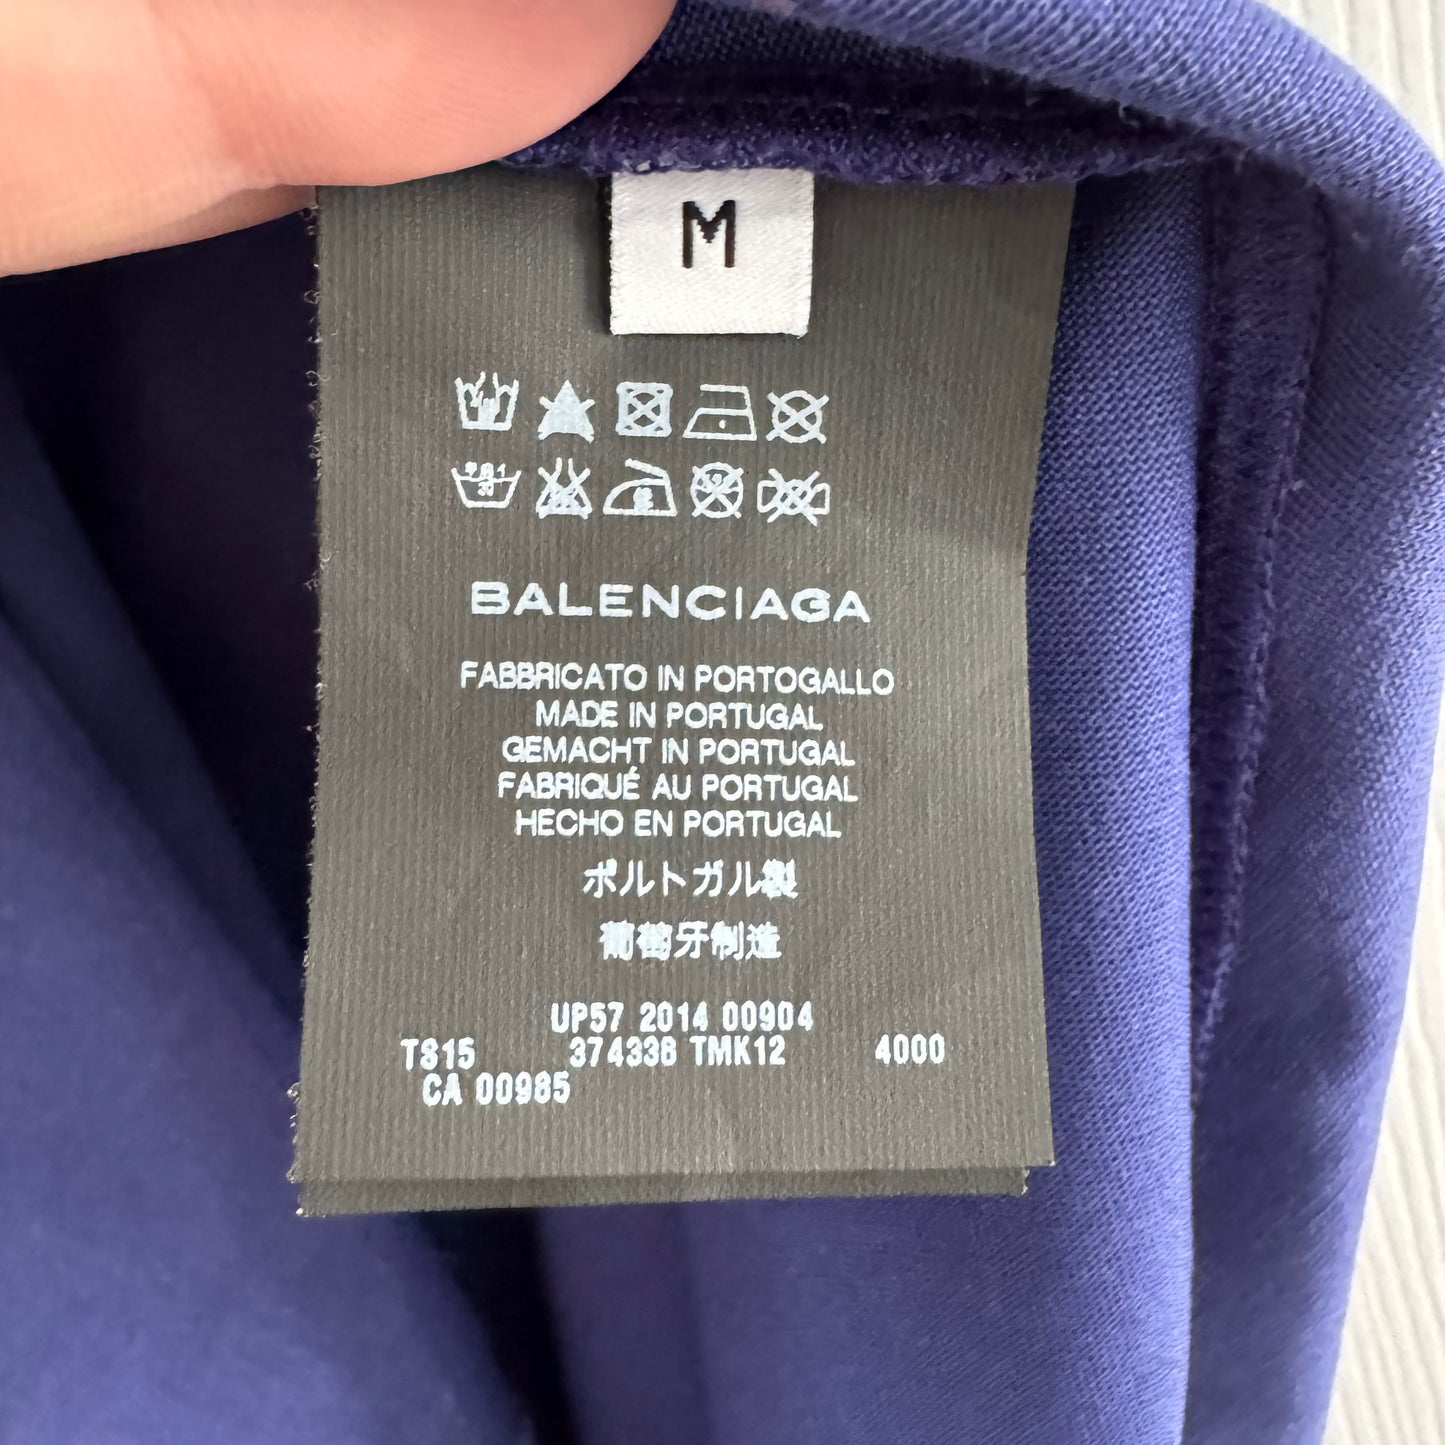 M
BALENCIAGA
FABBRICATO IN PORTOGALLO
MADE IN PORTUGAL
GEMACHT IN PORTUGAL
FABRIQUÉ AU PORTUGAL
HECHO EN PORTUGAL
ポルトガル製
葡萄牙制造
UP57 2014 00904
TS15 374338 TMK12 4000
CA 00985